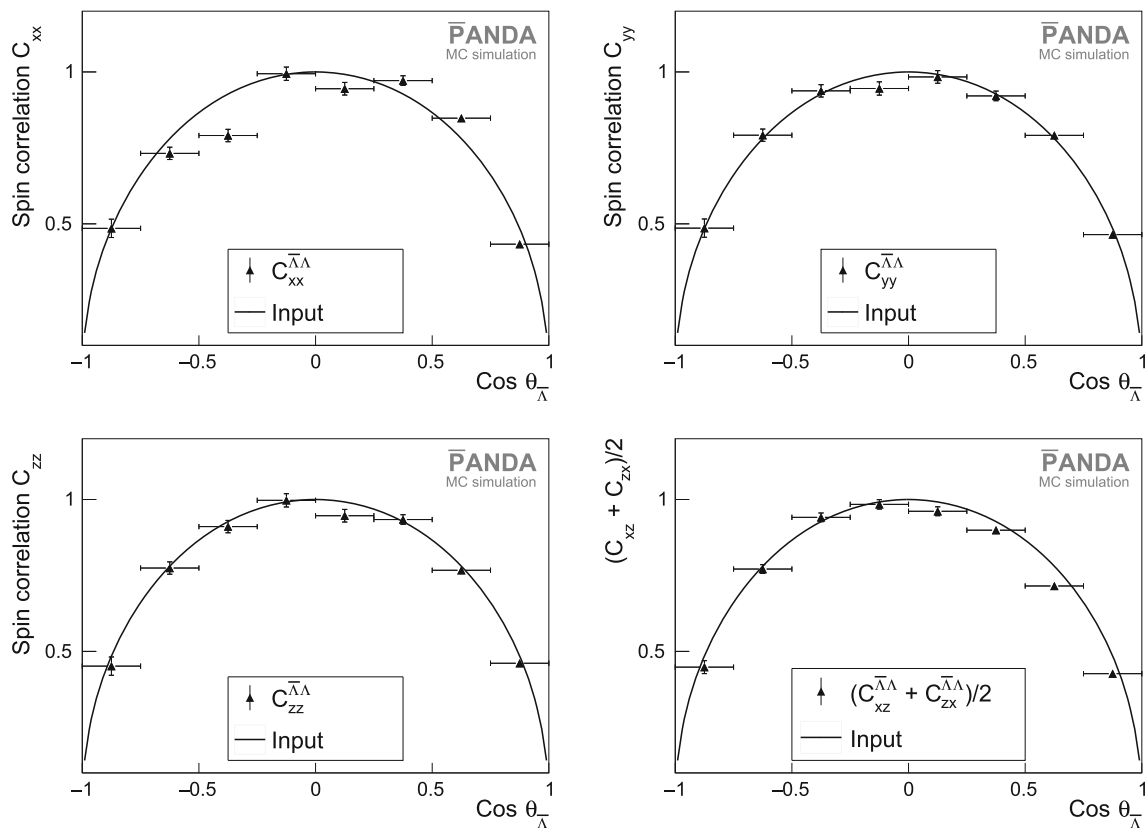 Spin correlation C_xx
P̅ANDA
MC simulation
1
0.5
C_xx^Λ̅Λ
Input
−1 −0.5 0 0.5 1
Cos θ_Λ̅
Spin correlation C_yy
P̅ANDA
MC simulation
1
0.5
C_yy^Λ̅Λ
Input
−1 −0.5 0 0.5 1
Cos θ_Λ̅
Spin correlation C_zz
P̅ANDA
MC simulation
1
0.5
C_zz^Λ̅Λ
Input
−1 −0.5 0 0.5 1
Cos θ_Λ̅
(C_xz + C_zx)/2
P̅ANDA
MC simulation
1
0.5
(C_xz^Λ̅Λ + C_zx^Λ̅Λ)/2
Input
−1 −0.5 0 0.5 1
Cos θ_Λ̅